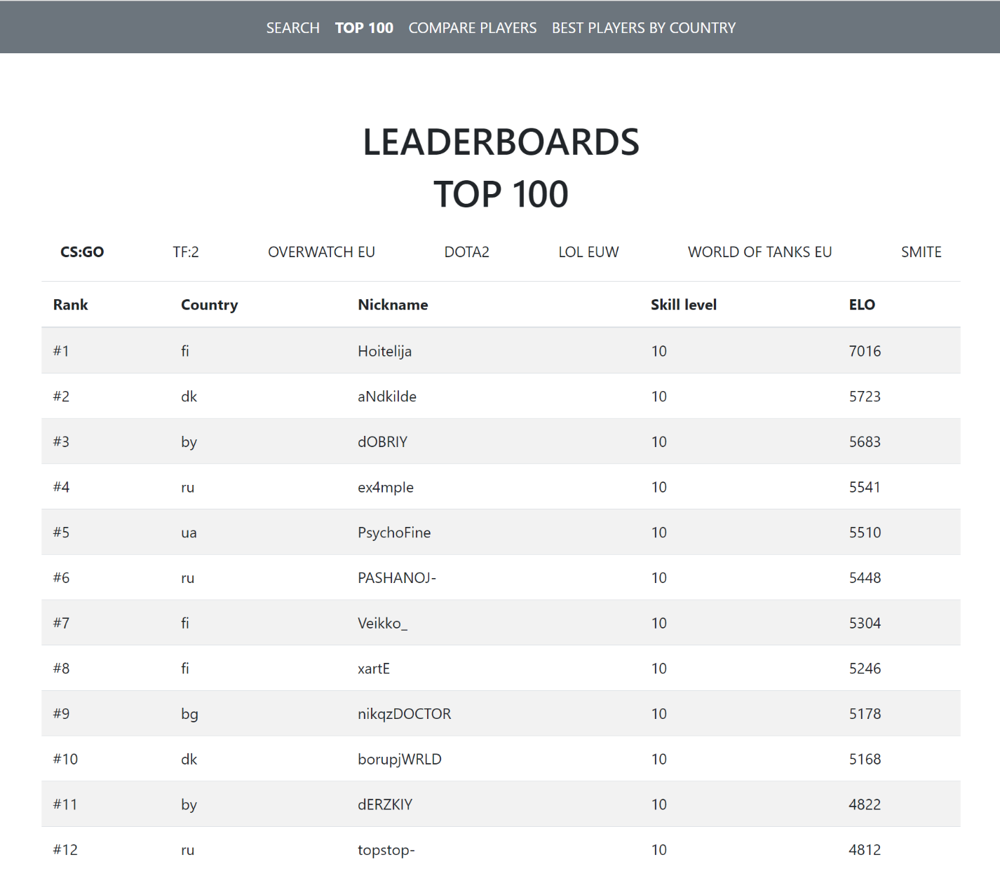 SEARCH TOP 100 COMPARE PLAYERS BEST PLAYERS BY COUNTRY
LEADERBOARDS
TOP 100
CS:GO TF:2 OVERWATCH EU DOTA2 LOL EUW WORLD OF TANKS EU SMITE
Rank Country Nickname Skill level ELO
#1 fi Hoitelija 10 7016
#2 dk aNdkilde 10 5723
#3 by dOBRIY 10 5683
#4 ru ex4mple 10 5541
#5 ua PsychoFine 10 5510
#6 ru PASHANOJ- 10 5448
#7 fi Veikko_ 10 5304
#8 fi xartE 10 5246
#9 bg nikqzDOCTOR 10 5178
#10 dk borupjWRLD 10 5168
#11 by dERZKIY 10 4822
#12 ru topstop- 10 4812